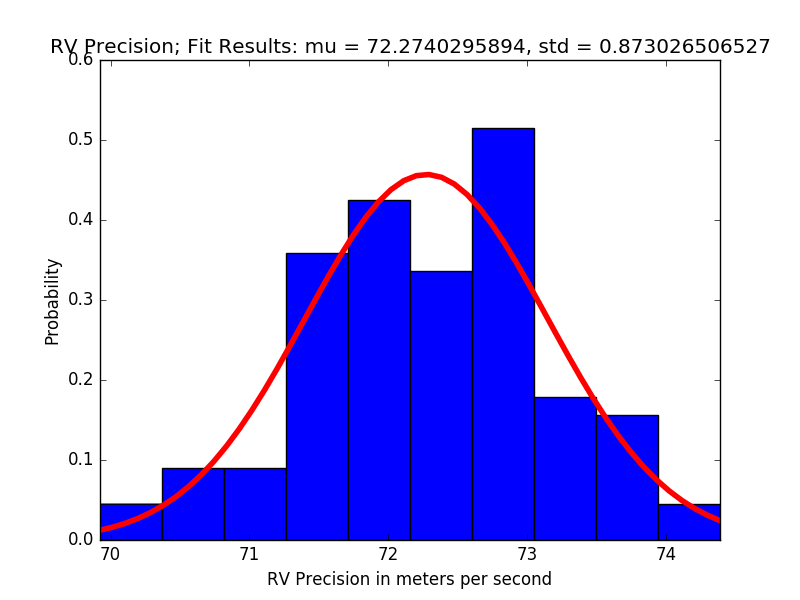 RV Precision; Fit Results: mu = 72.2740295894, std = 0.873026506527
0.6
0.5
0.4
0.3
0.2
0.1
0.0
Probability
70 71 72 73 74
RV Precision in meters per second